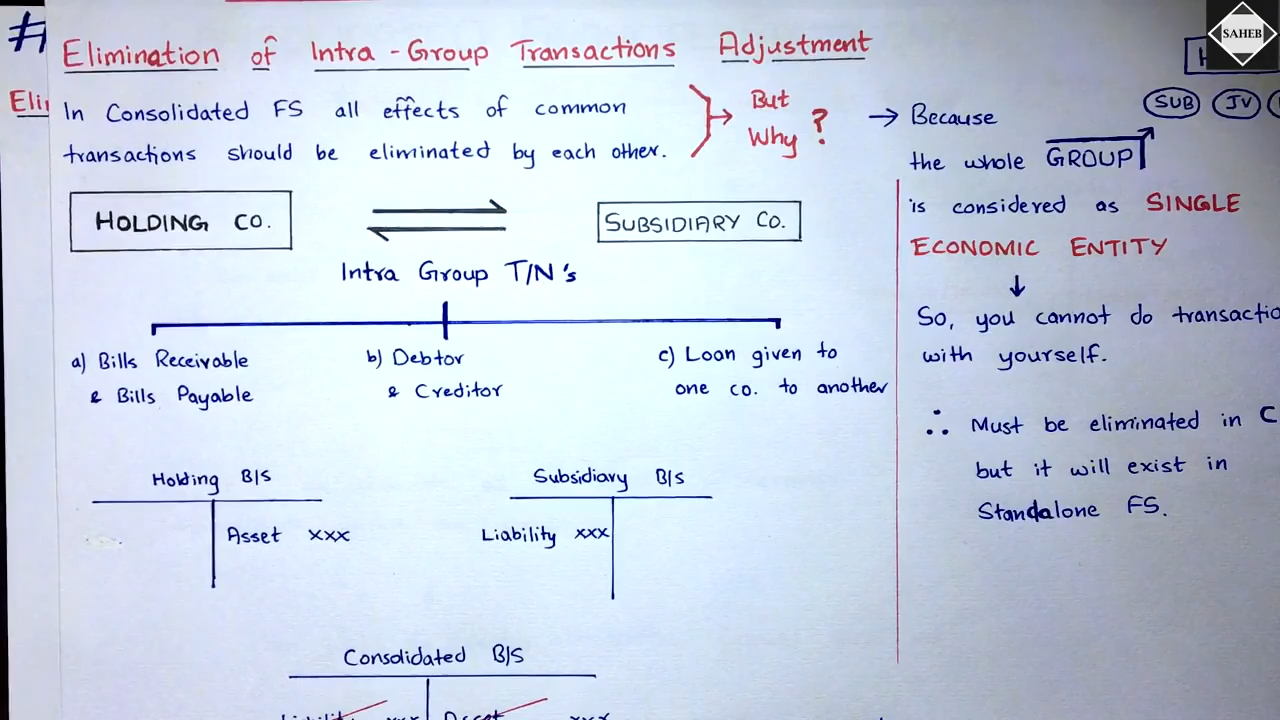 #
SAHEB
Elimination of Intra-Group Transactions Adjustment
In Consolidated FS all effects of common
transactions should be eliminated by each other.
But
Why ?
→ Because
the whole GROUP
is considered as SINGLE
ECONOMIC ENTITY
So, you cannot do
with yourself.
∴ Must be eliminated in
but it will exist in
Standalone FS.
SUB JV
HOLDING CO.
SUBSIDIARY CO.
Intra Group T/N's
a) Bills Receivable
& Bills Payable
b) Debtor
& Creditor
c) Loan given to
one co. to another
Holding B/S
Asset xxx
Subsidiary B/S
Liability xxx
Consolidated B/S